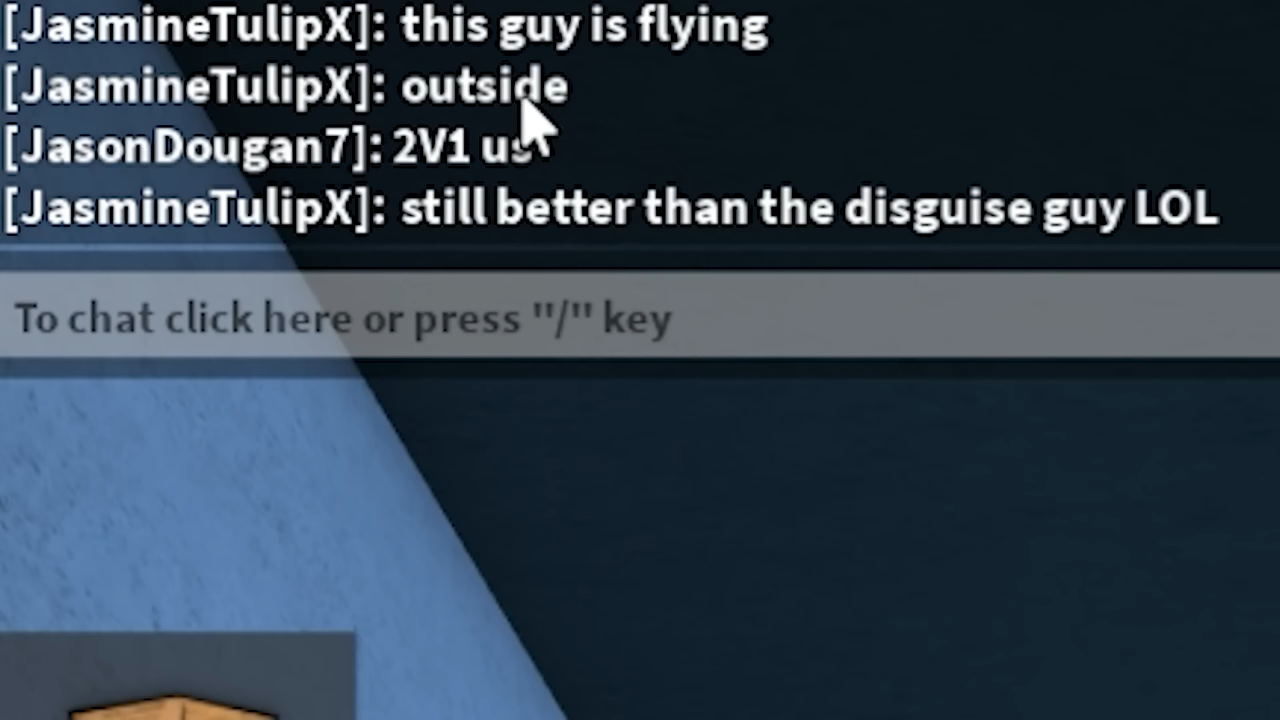 [JasmineTulipX]: this guy is flying
[JasmineTulipX]: outside
[JasonDougan7]: 2V1 us
[JasmineTulipX]: still better than the disguise guy LOL
To chat click here or press "/" key